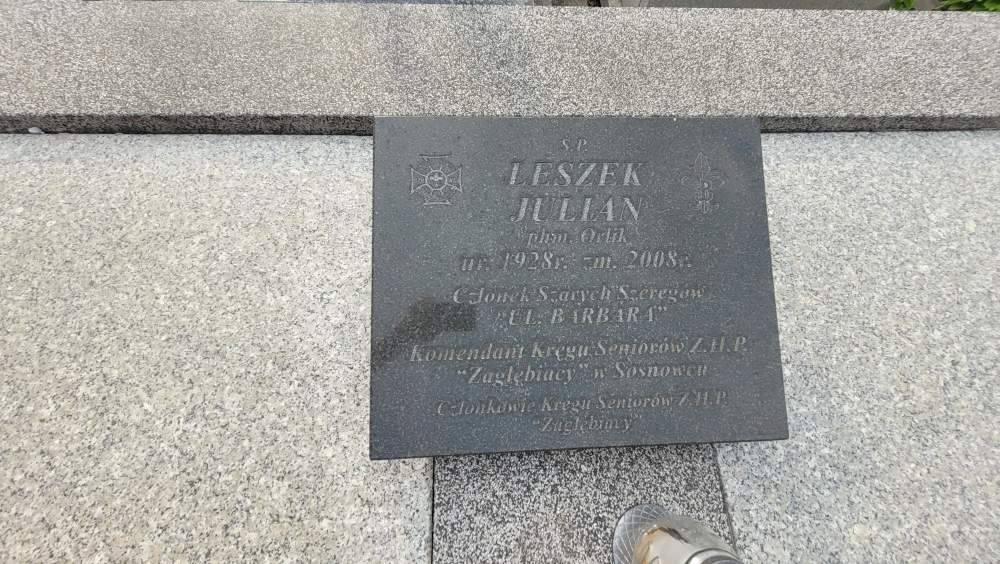 Ś.P.
LESZEK
JULIAN
phm. Orlik
ur. 1928r. zm. 2008r.
Członek Szarych Szeregów
"UL. BARBARA"
Komendant Kręgu Seniorów Z.H.P.
"Zagłębiacy" w Sosnowcu
Członkowie Kręgu Seniorów Z.H.P.
"Zagłębiacy"